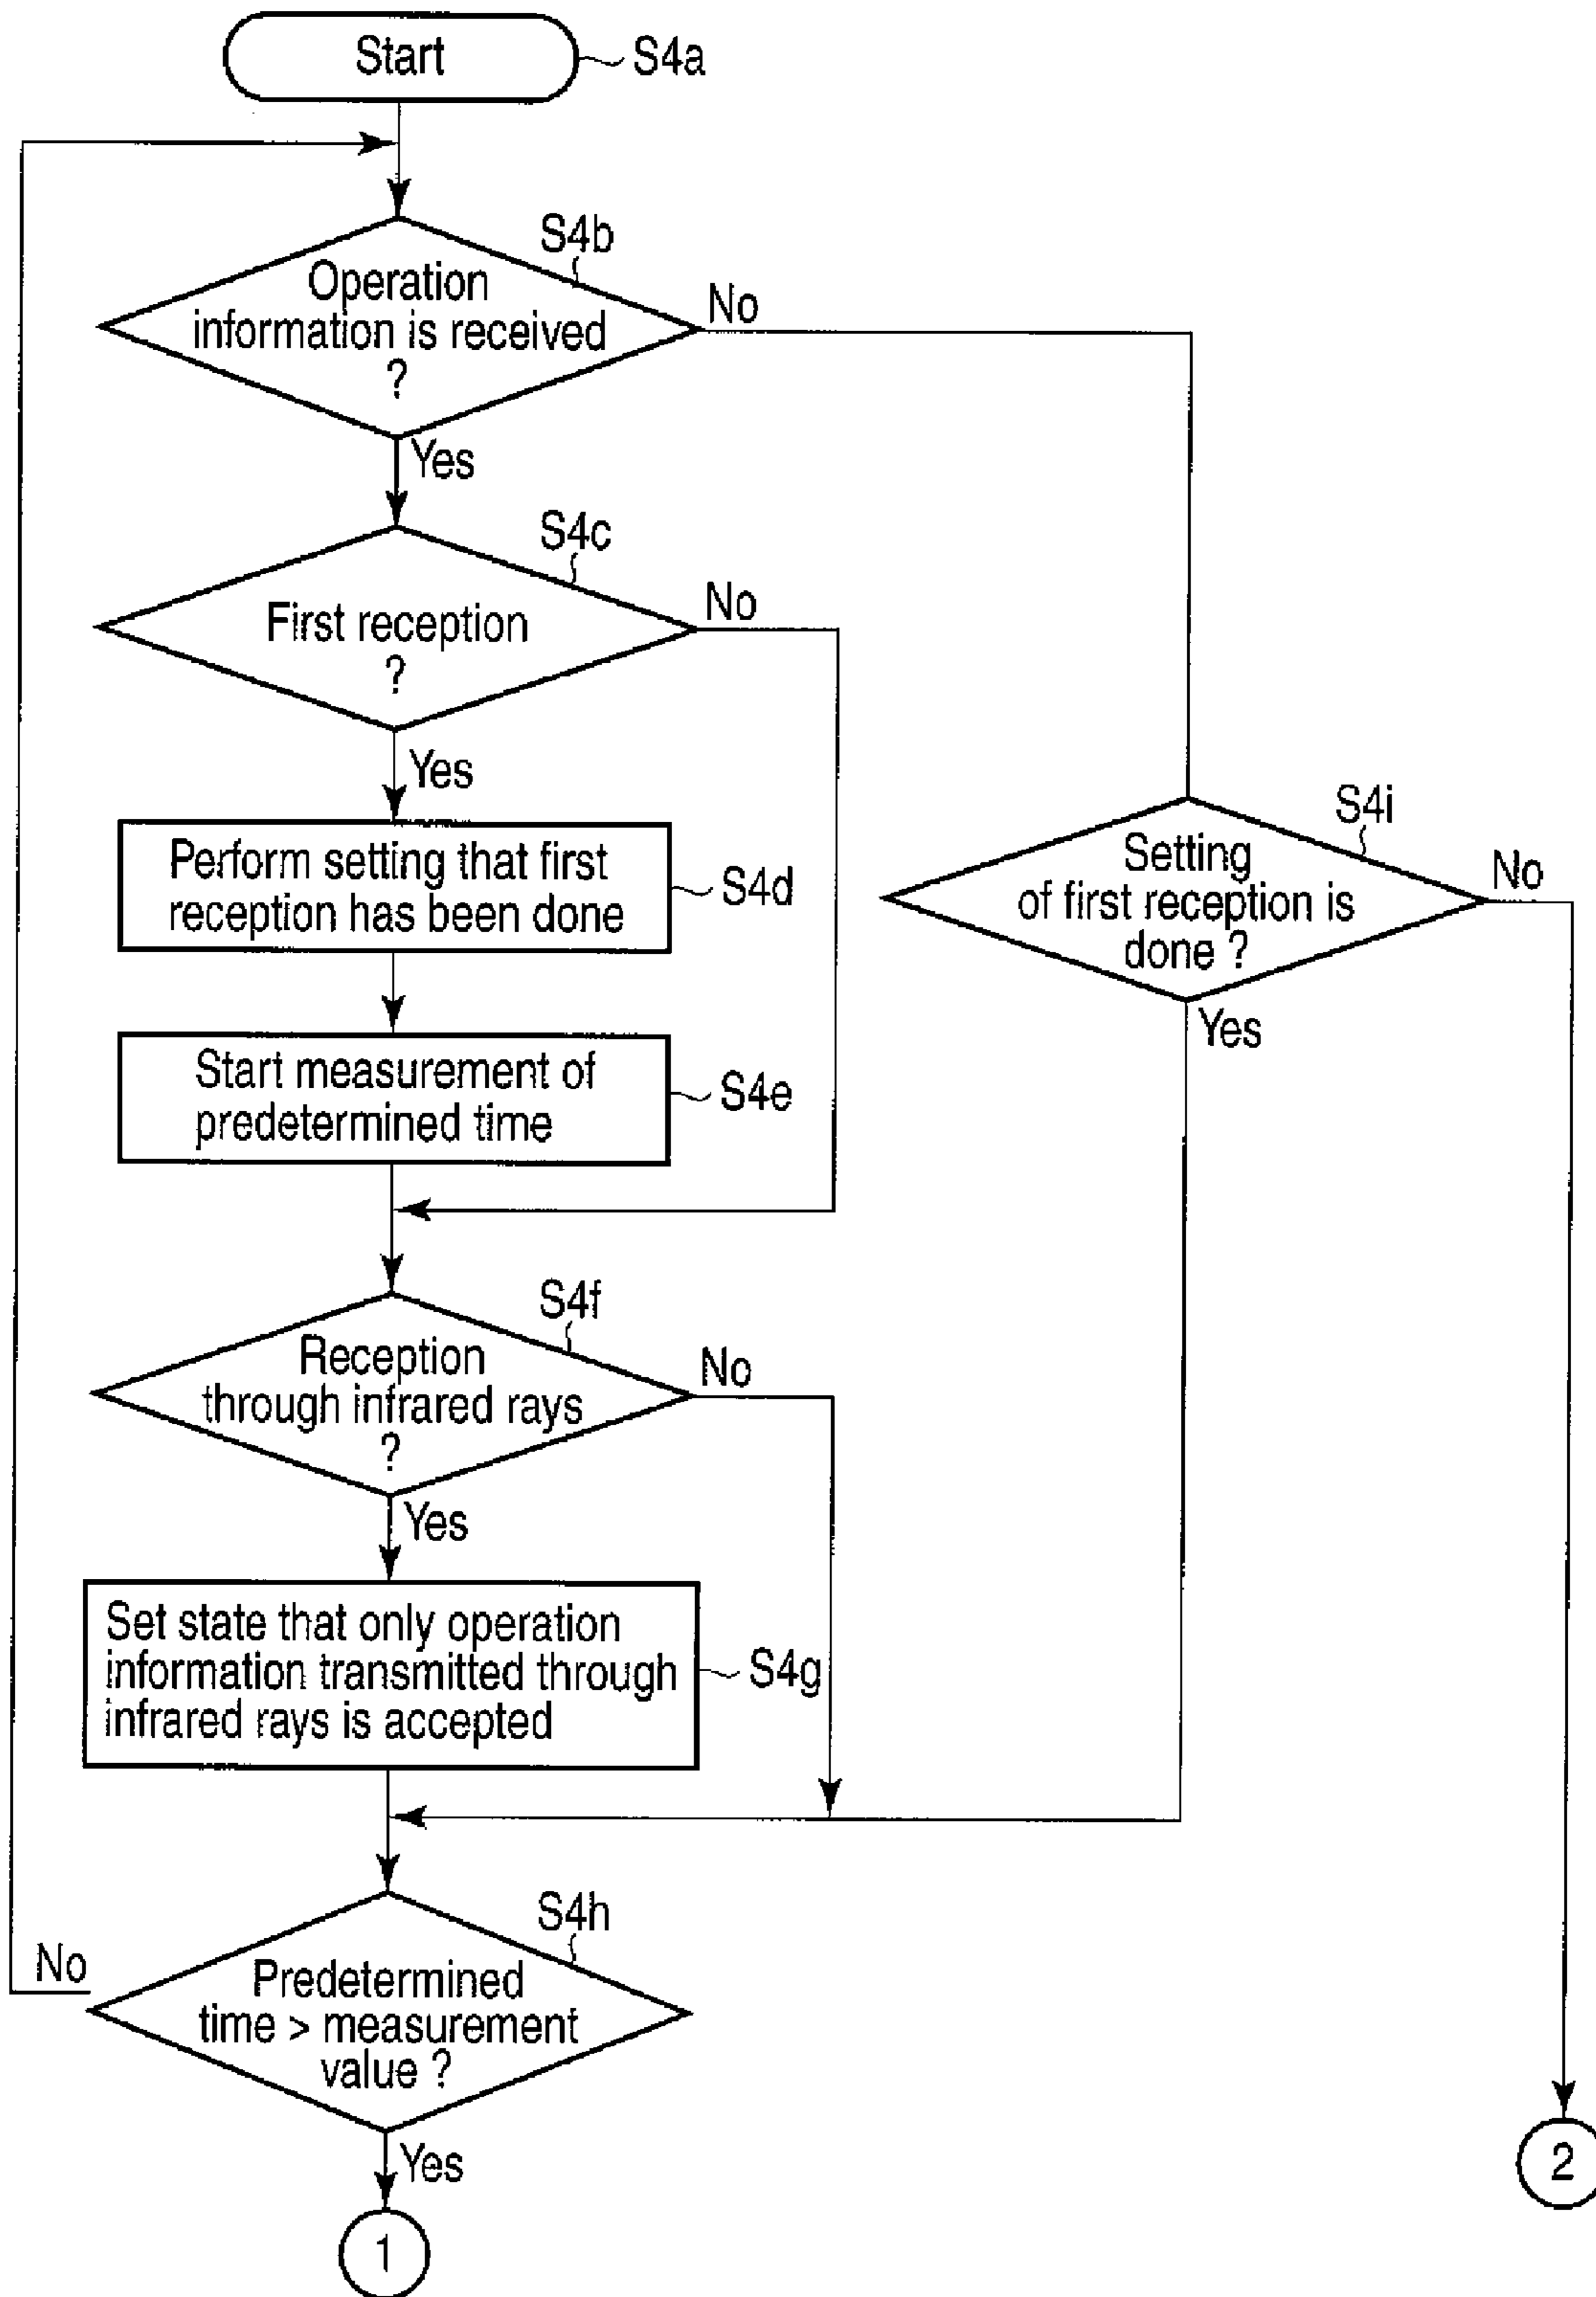 Start
S4a
S4b
Operation
information is received
?
No
Yes
S4c
First reception
?
No
Yes
Perform setting that first
reception has been done
S4d
Start measurement of
predetermined time
S4e
S4i
Setting
of first reception is
done ?
No
Yes
S4f
Reception
through infrared rays
?
No
Yes
Set state that only operation
information transmitted through
infrared rays is accepted
S4g
S4h
Predetermined
time > measurement
value ?
No
Yes
1
2